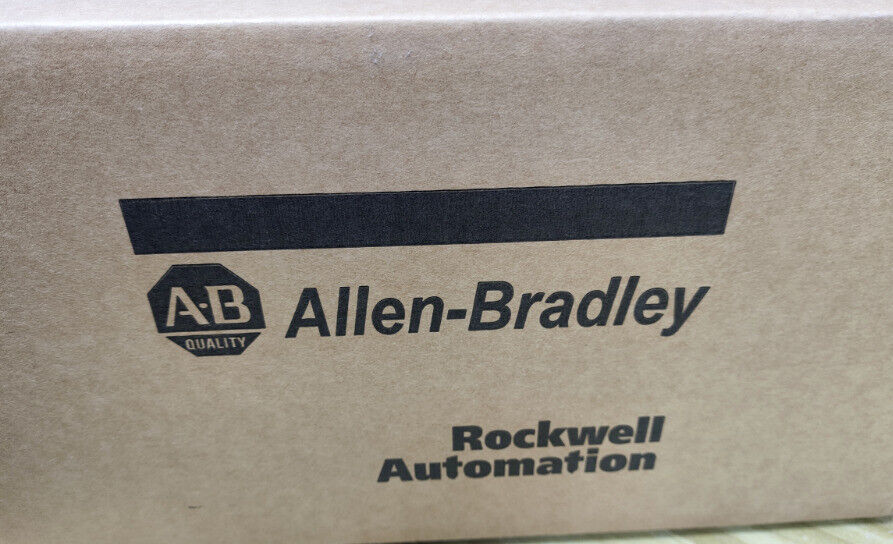 A·B
QUALITY
Allen-Bradley
Rockwell
Automation